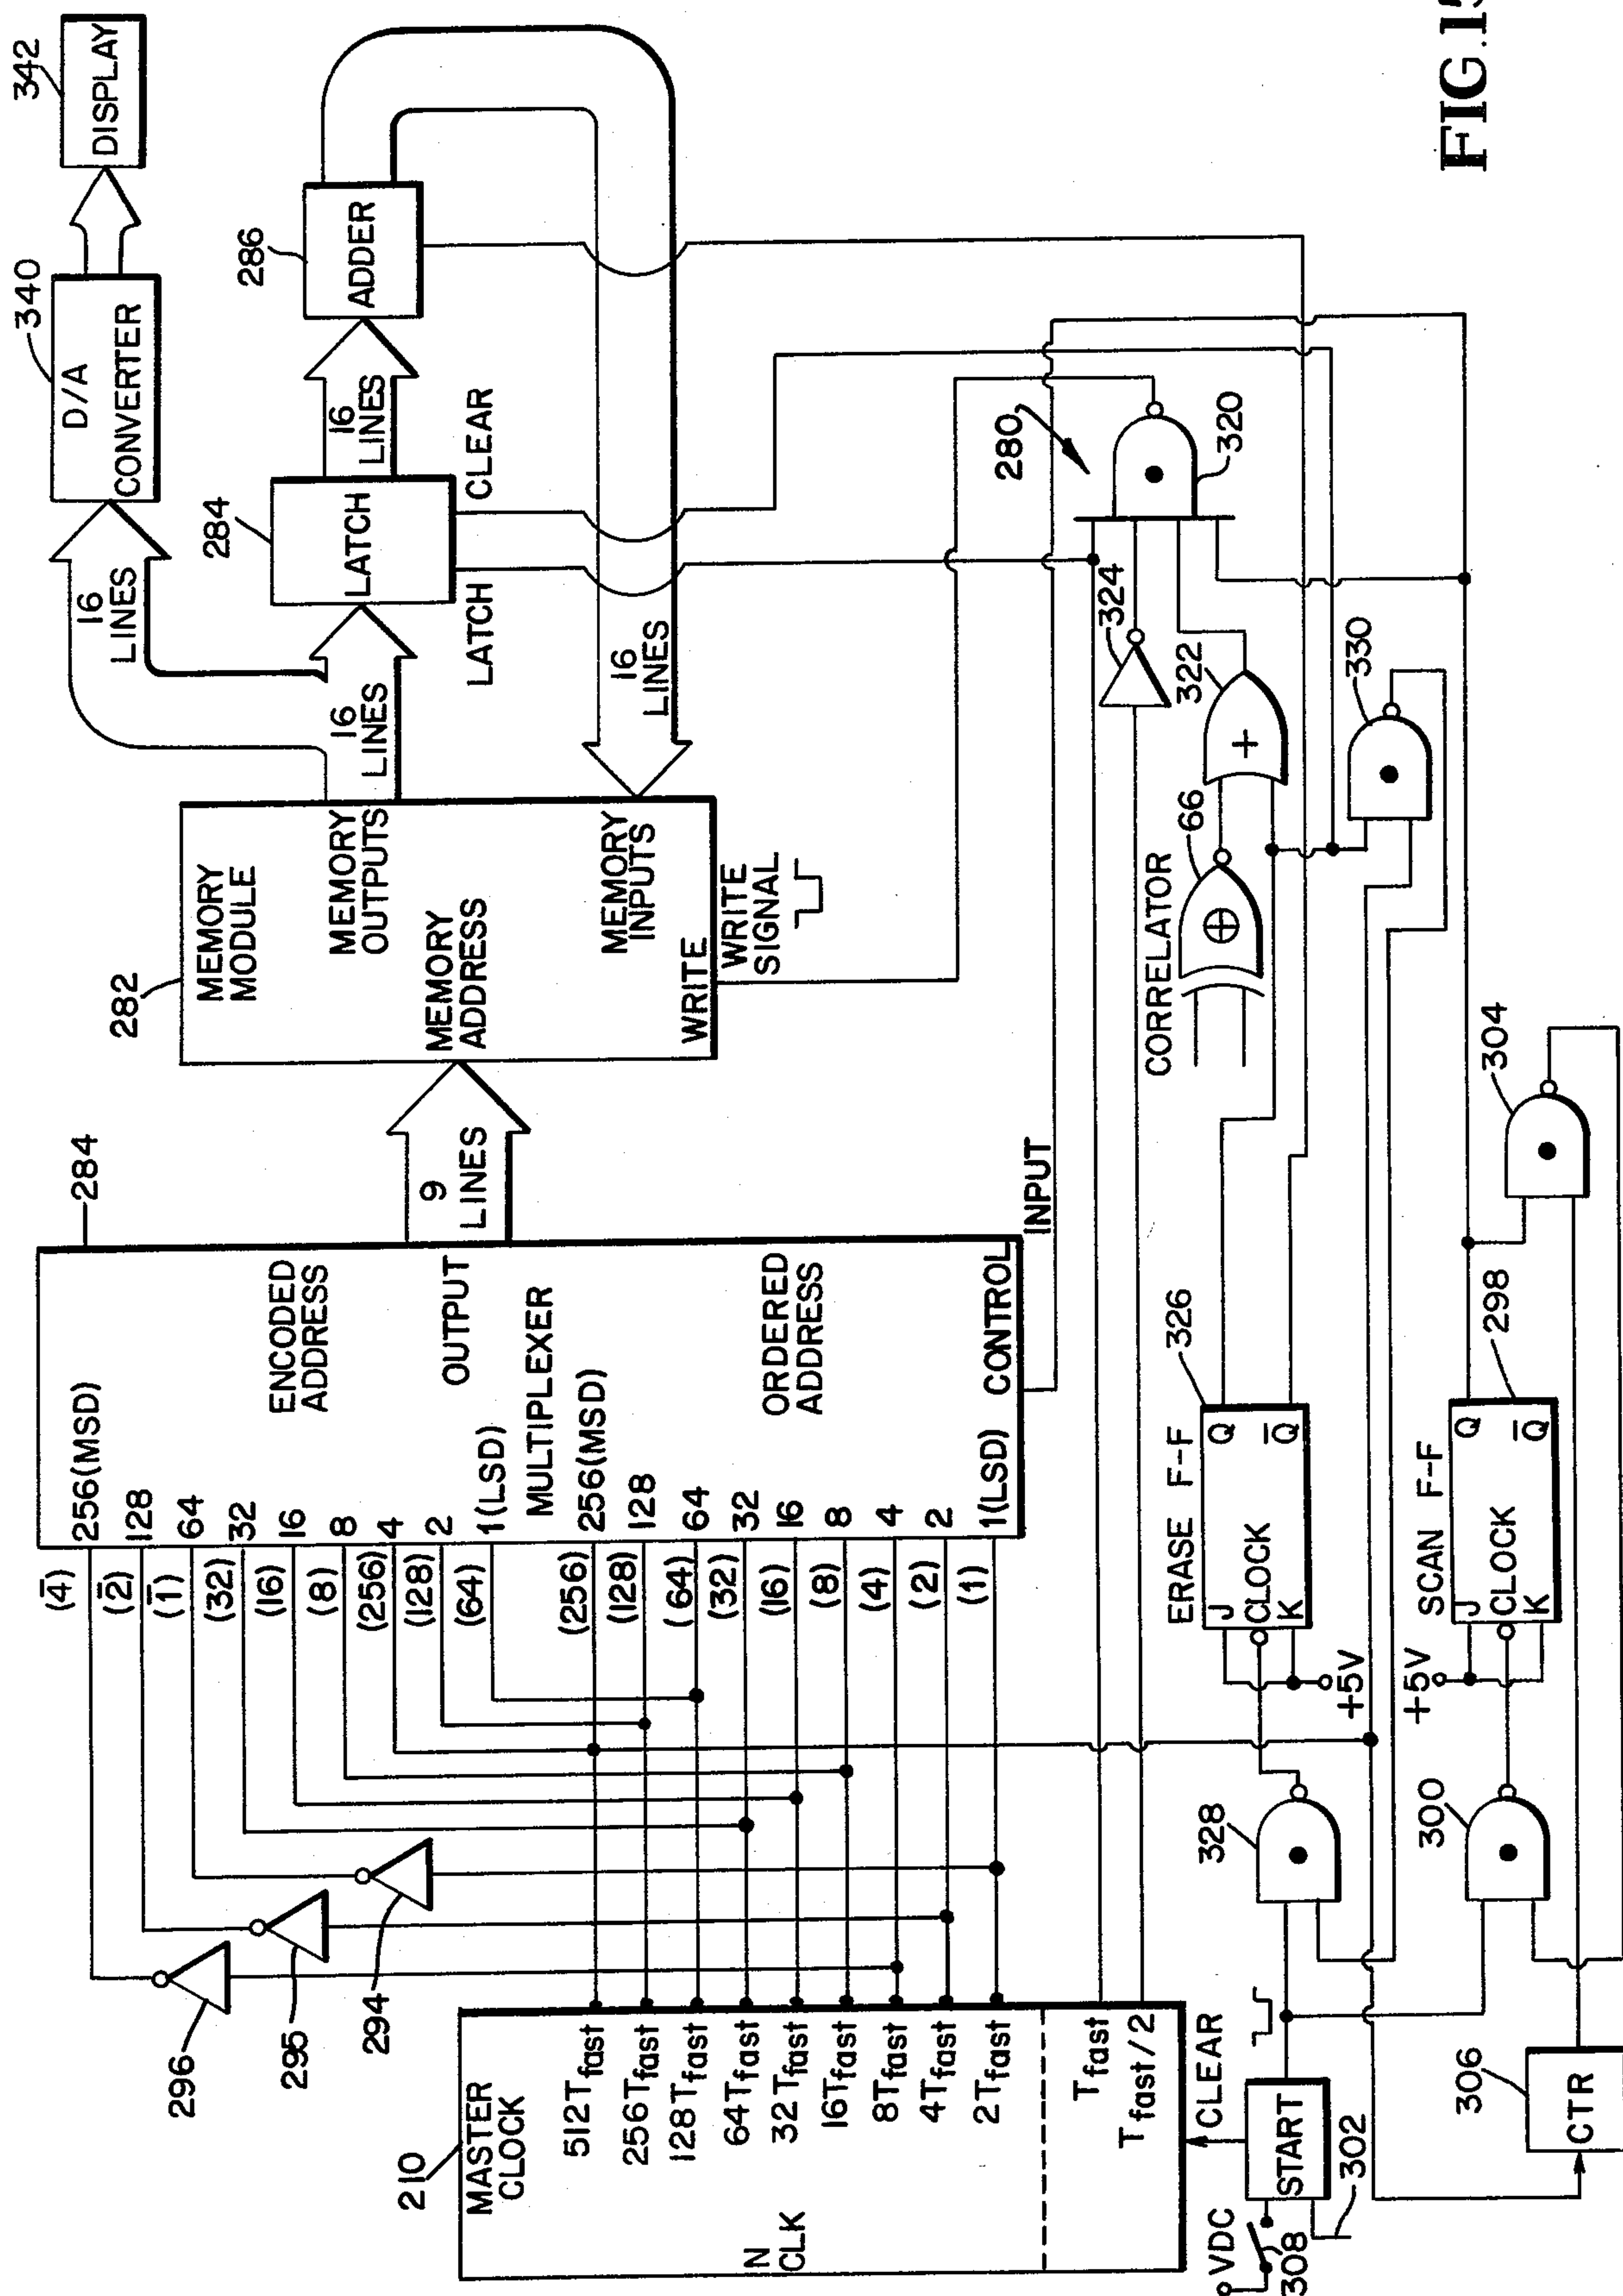 342
DISPLAY
340
D/A
CONVERTER
16
LINES
286
ADDER
16
LINES
284
LATCH
LATCH
CLEAR
16
LINES
16
LINES
282
MEMORY
MODULE
MEMORY
OUTPUTS
MEMORY
ADDRESS
MEMORY
INPUTS
WRITE
WRITE
SIGNAL
9
LINES
284
ENCODED
ADDRESS
OUTPUT
MULTIPLEXER
ORDERED
ADDRESS
CONTROL
INPUT
256(MSD)
128
64
32
16
8
4
2
1(LSD)
256(MSD)
128
64
32
16
8
4
2
1(LSD)
(4̅)
(2̅)
(1̅)
(32)
(16)
(8)
(256)
(128)
(64)
(256)
(128)
(64)
(32)
(16)
(8)
(4)
(2)
(1)
296
295
294
210
MASTER
CLOCK
512Tfast
256Tfast
128Tfast
64Tfast
32Tfast
16Tfast
8Tfast
4Tfast
2Tfast
IN
CLK
Tfast
Tfast/2
CLEAR
START
302
VDC
308
306
CTR
328
300
ERASE F-F
326
J
CLOCK
K
Q
Q̅
+5V
SCAN F-F
298
J
CLOCK
K
Q
Q̅
+5V
304
CORRELATOR
66
+
322
324
330
280
320
FIG.15